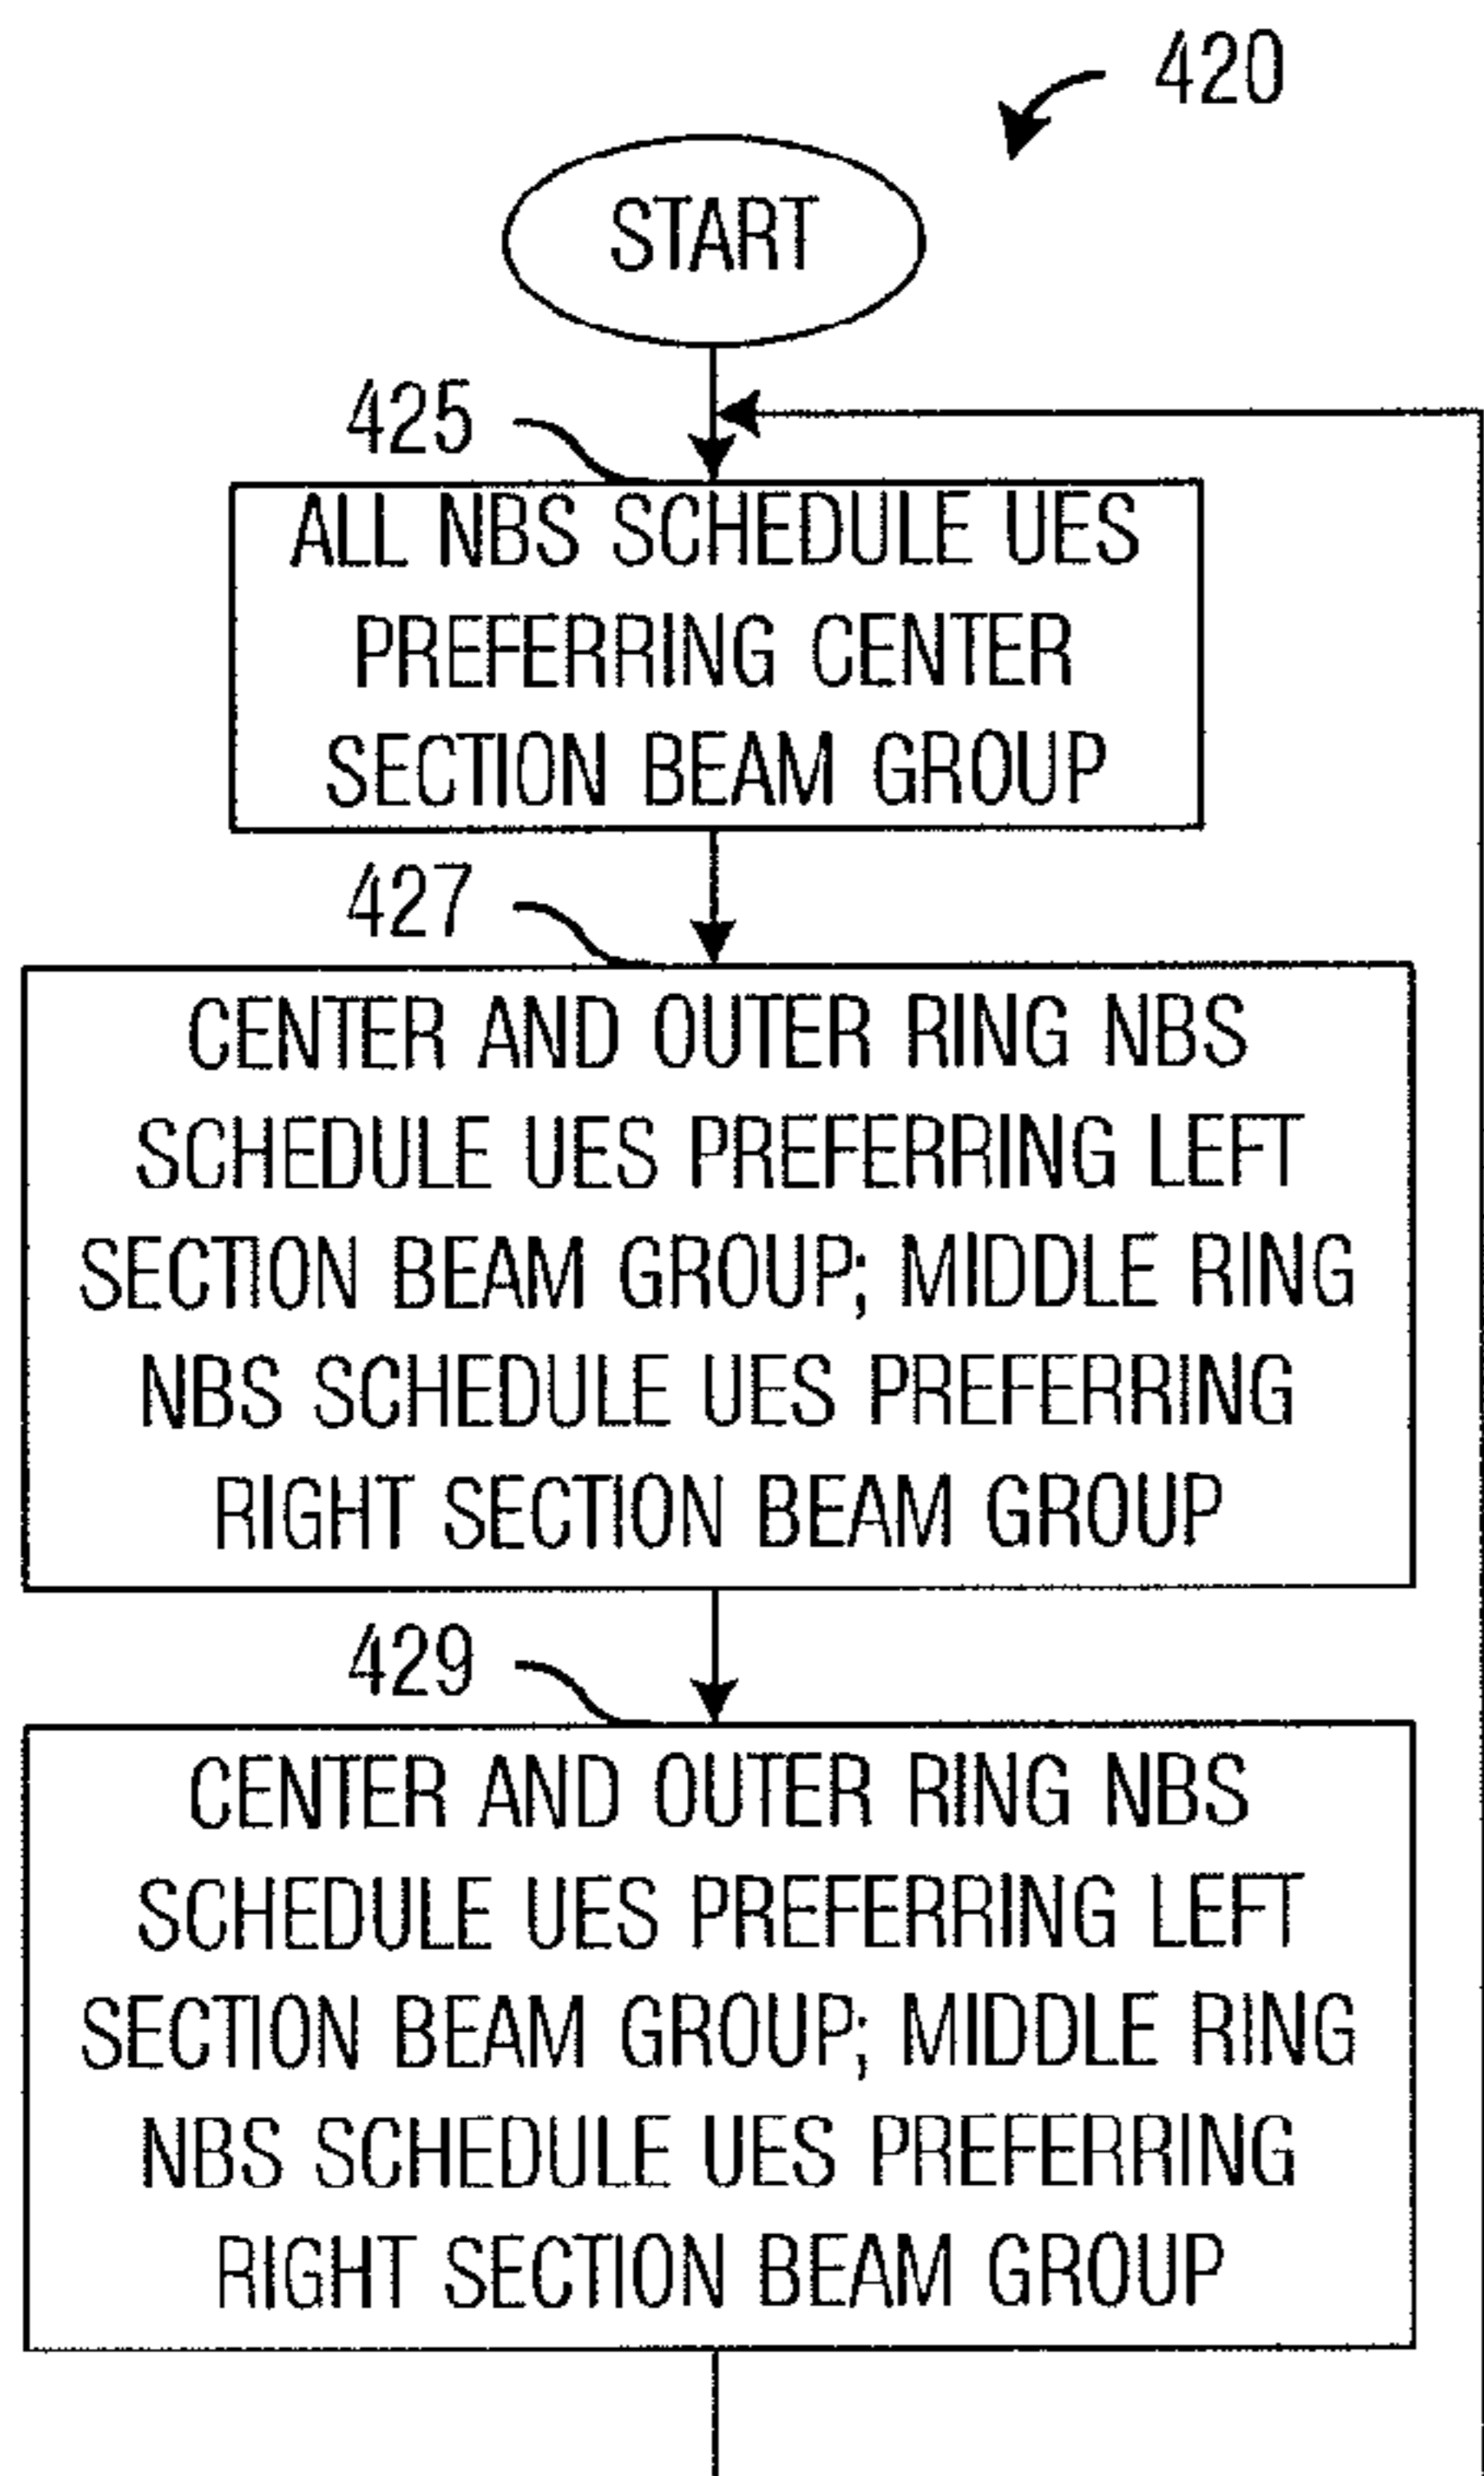 420
START
425
ALL NBS SCHEDULE UES
PREFERRING CENTER
SECTION BEAM GROUP
427
CENTER AND OUTER RING NBS
SCHEDULE UES PREFERRING LEFT
SECTION BEAM GROUP; MIDDLE RING
NBS SCHEDULE UES PREFERRING
RIGHT SECTION BEAM GROUP
429
CENTER AND OUTER RING NBS
SCHEDULE UES PREFERRING LEFT
SECTION BEAM GROUP; MIDDLE RING
NBS SCHEDULE UES PREFERRING
RIGHT SECTION BEAM GROUP